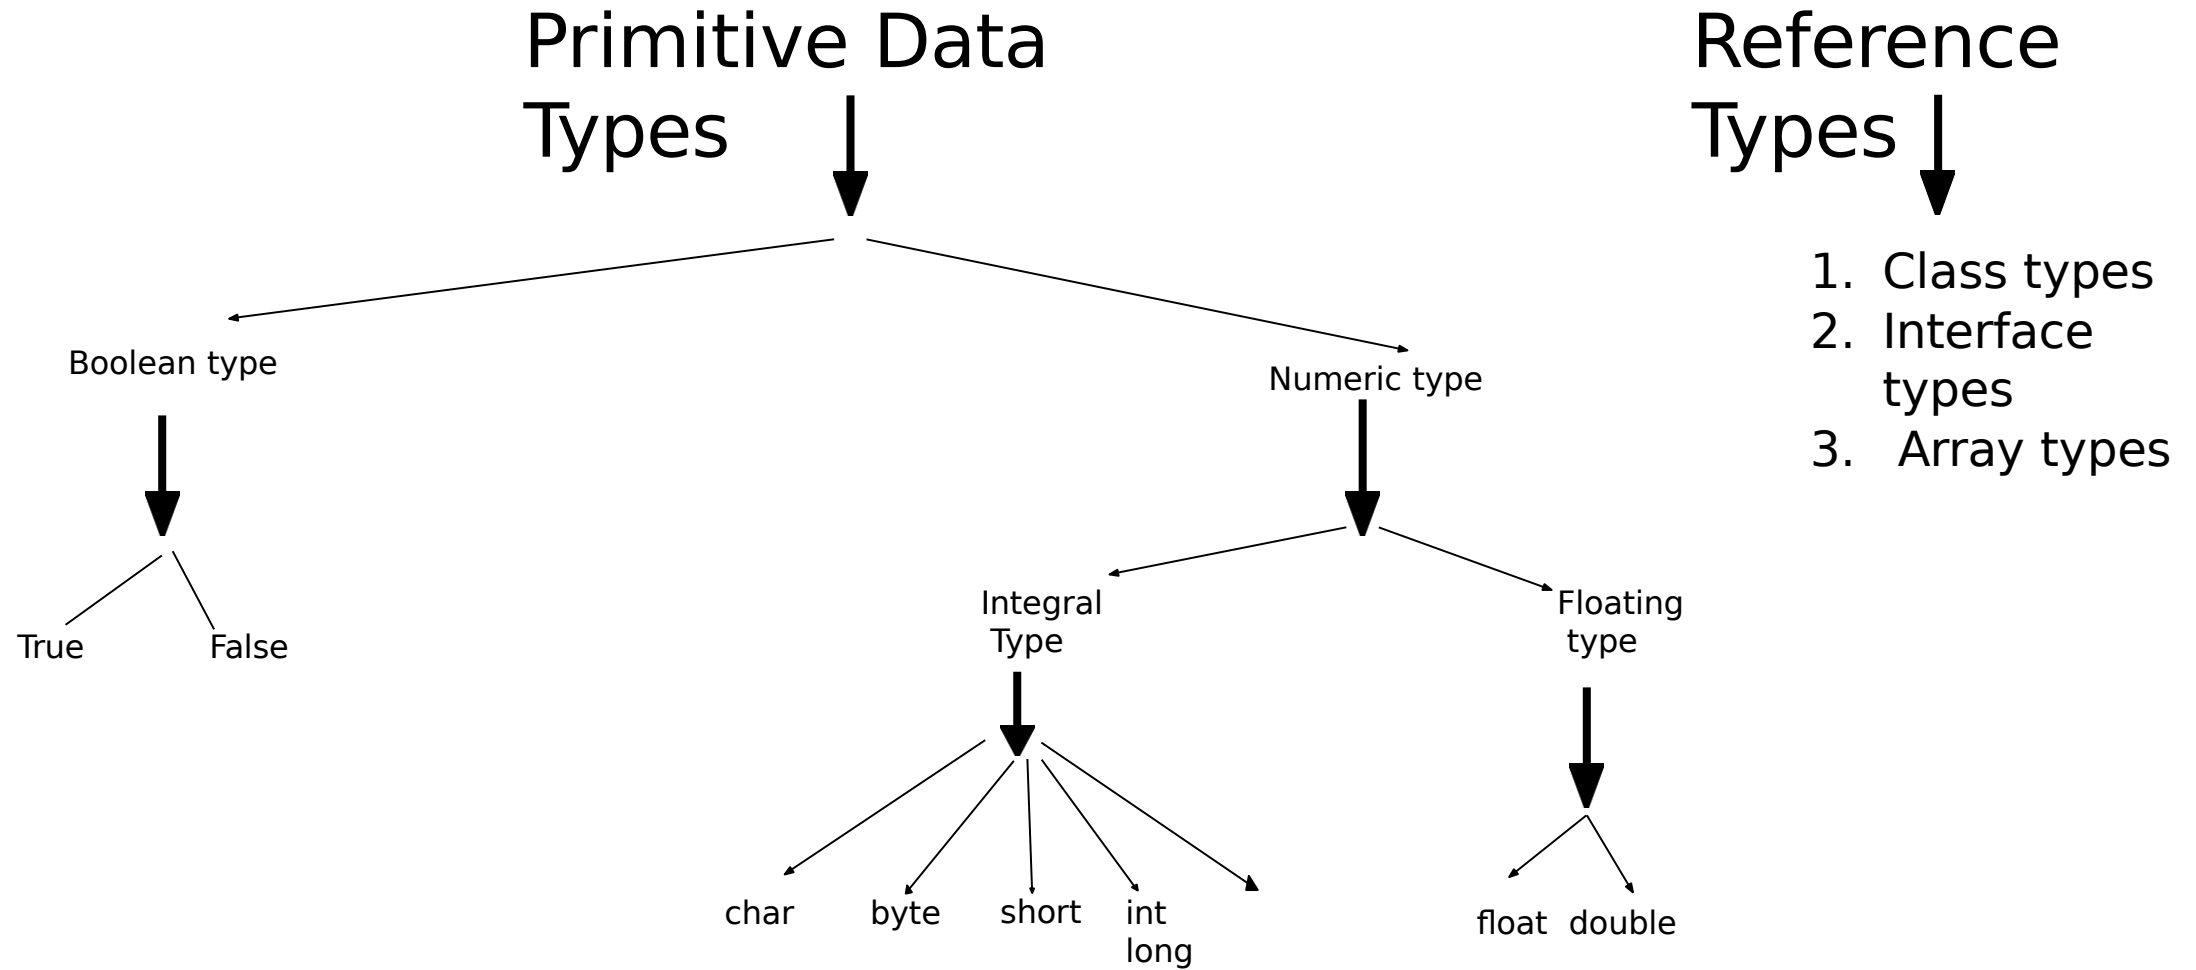 Primitive Data
Types
Reference
Types
1. Class types
2. Interface
types
3. Array types
Boolean type
Numeric type
True
False
Integral
Type
Floating
type
char
byte
short
int
long
float
double